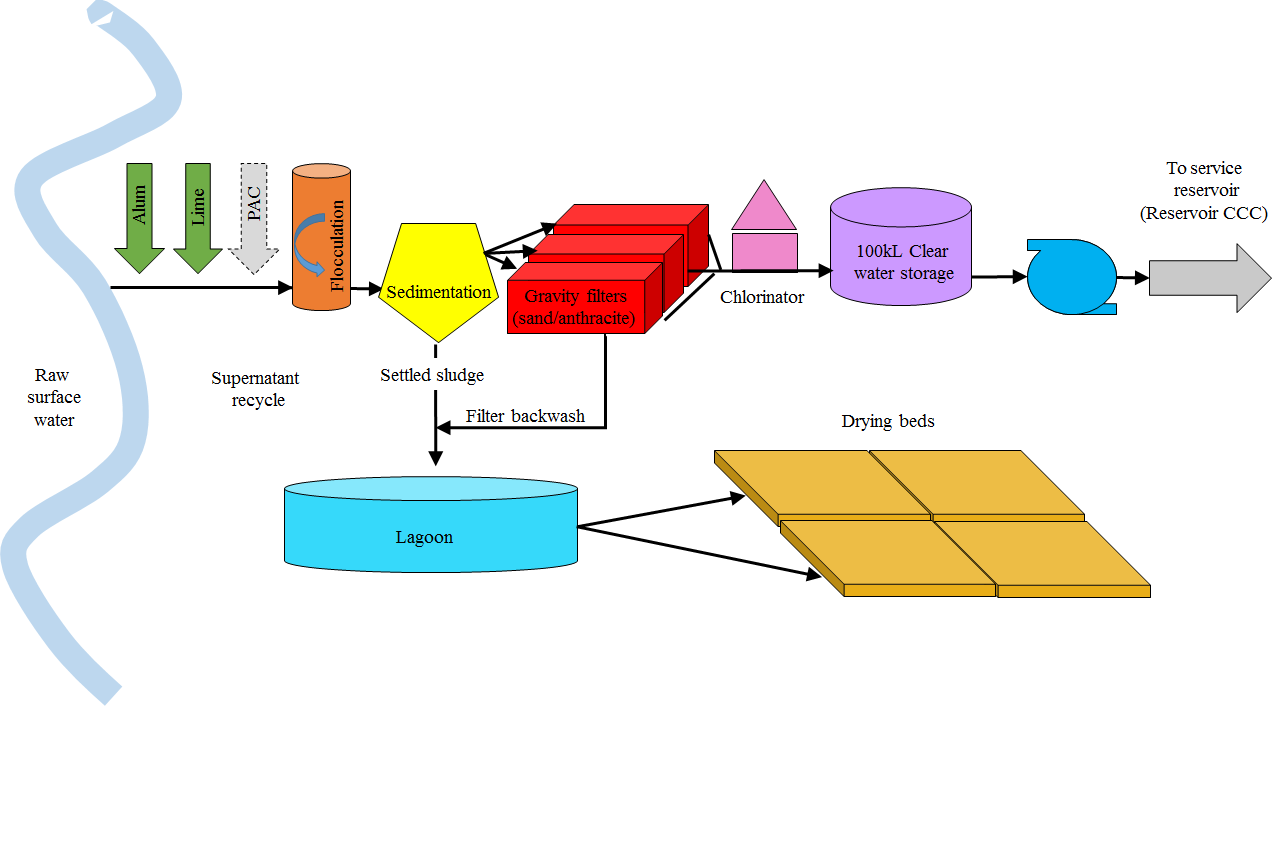 Alum
Lime
PAC
Flocculation
Sedimentation
Gravity filters
(sand/anthracite)
Chlorinator
100kL Clear
water storage
To service
reservoir
(Reservoir CCC)
Raw
surface
water
Supernatant
recycle
Settled sludge
Filter backwash
Drying beds
Lagoon